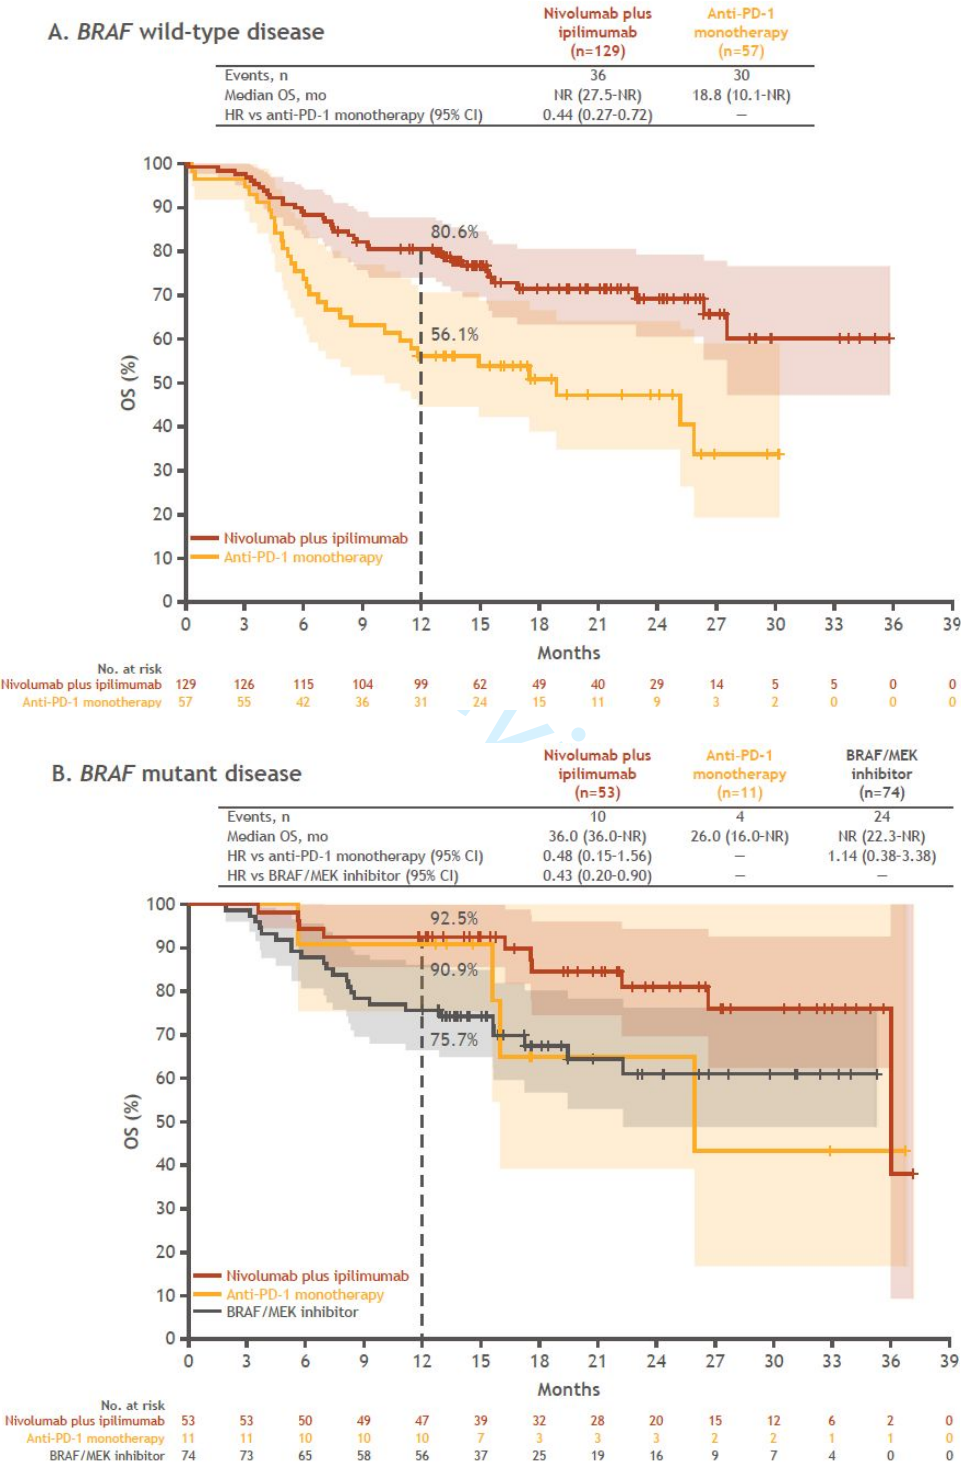 A. BRAF wild-type disease
Nivolumab plus ipilimumab (n=129)
Anti-PD-1 monotherapy (n=57)
Events, n 36 30
Median OS, mo NR (27.5-NR) 18.8 (10.1-NR)
HR vs anti-PD-1 monotherapy (95% CI) 0.44 (0.27-0.72) —
100
90
80
70
60
50
40
30
20
10
0
OS (%)
80.6%
56.1%
Nivolumab plus ipilimumab
Anti-PD-1 monotherapy
0 3 6 9 12 15 18 21 24 27 30 33 36 39
Months
No. at risk
Nivolumab plus ipilimumab 129 126 115 104 99 62 49 40 29 14 5 5 0 0
Anti-PD-1 monotherapy 57 55 42 36 31 24 15 11 9 3 2 0 0 0
B. BRAF mutant disease
Nivolumab plus ipilimumab (n=53)
Anti-PD-1 monotherapy (n=11)
BRAF/MEK inhibitor (n=74)
Events, n 10 4 24
Median OS, mo 36.0 (36.0-NR) 26.0 (16.0-NR) NR (22.3-NR)
HR vs anti-PD-1 monotherapy (95% CI) 0.48 (0.15-1.56) — 1.14 (0.38-3.38)
HR vs BRAF/MEK inhibitor (95% CI) 0.43 (0.20-0.90) — —
100
90
80
70
60
50
40
30
20
10
0
OS (%)
92.5%
90.9%
75.7%
Nivolumab plus ipilimumab
Anti-PD-1 monotherapy
BRAF/MEK inhibitor
0 3 6 9 12 15 18 21 24 27 30 33 36 39
Months
No. at risk
Nivolumab plus ipilimumab 53 53 50 49 47 39 32 28 20 15 12 6 2 0
Anti-PD-1 monotherapy 11 11 10 10 10 7 3 3 3 2 2 1 1 0
BRAF/MEK inhibitor 74 73 65 58 56 37 25 19 16 9 7 4 0 0